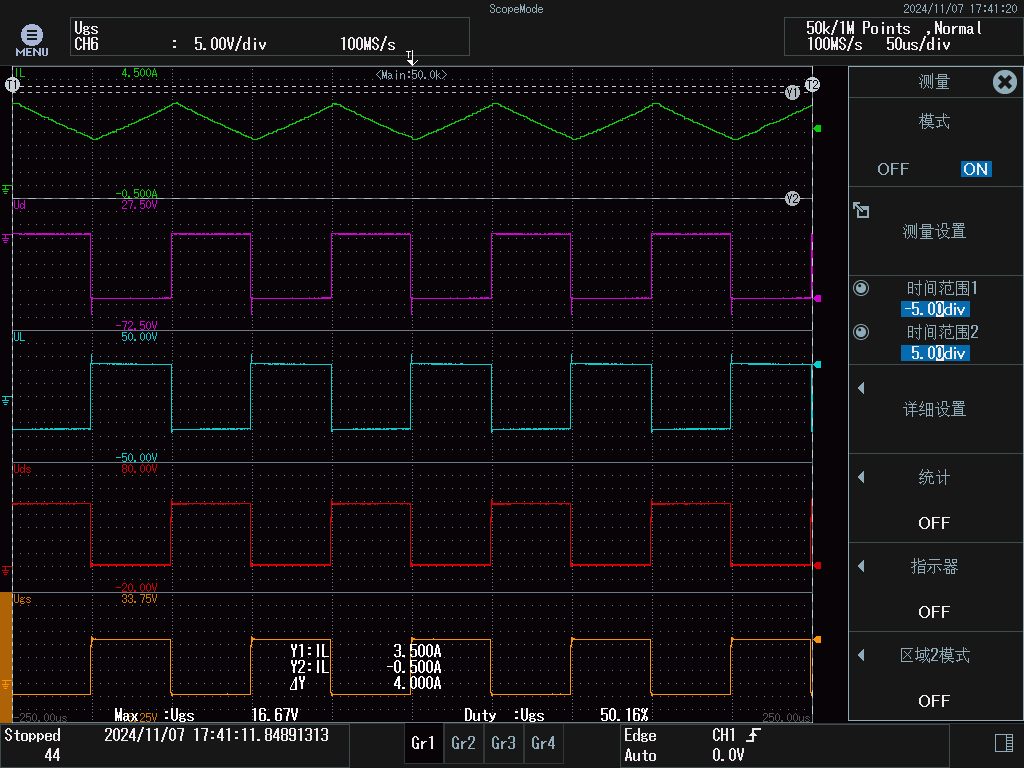 ScopeMode
2024/11/07 17:41:20
MENU
Ugs
CH6 : 5.00V/div 100MS/s
50k/1M Points ,Normal
100MS/s 50us/div
T
<Main:50.0k>
IL 4.500A
T1
T2
Y1
-0.500A
Y2
Ud 27.50V
-72.50V
UL 50.00V
-50.00V
Uds 80.00V
-20.00V
Ugs 33.75V
Y1:IL 3.500A
Y2:IL -0.500A
⊿Y 4.000A
-250.00us
Max :Ugs 16.67V
Duty :Ugs 50.16%
250.00us
测量
模式
OFF ON
测量设置
时间范围1
-5.00div
时间范围2
5.00div
详细设置
统计
OFF
指示器
OFF
区域2模式
OFF
Stopped
44
2024/11/07 17:41:11.84891313
Gr1 Gr2 Gr3 Gr4
Edge CH1
Auto 0.0V